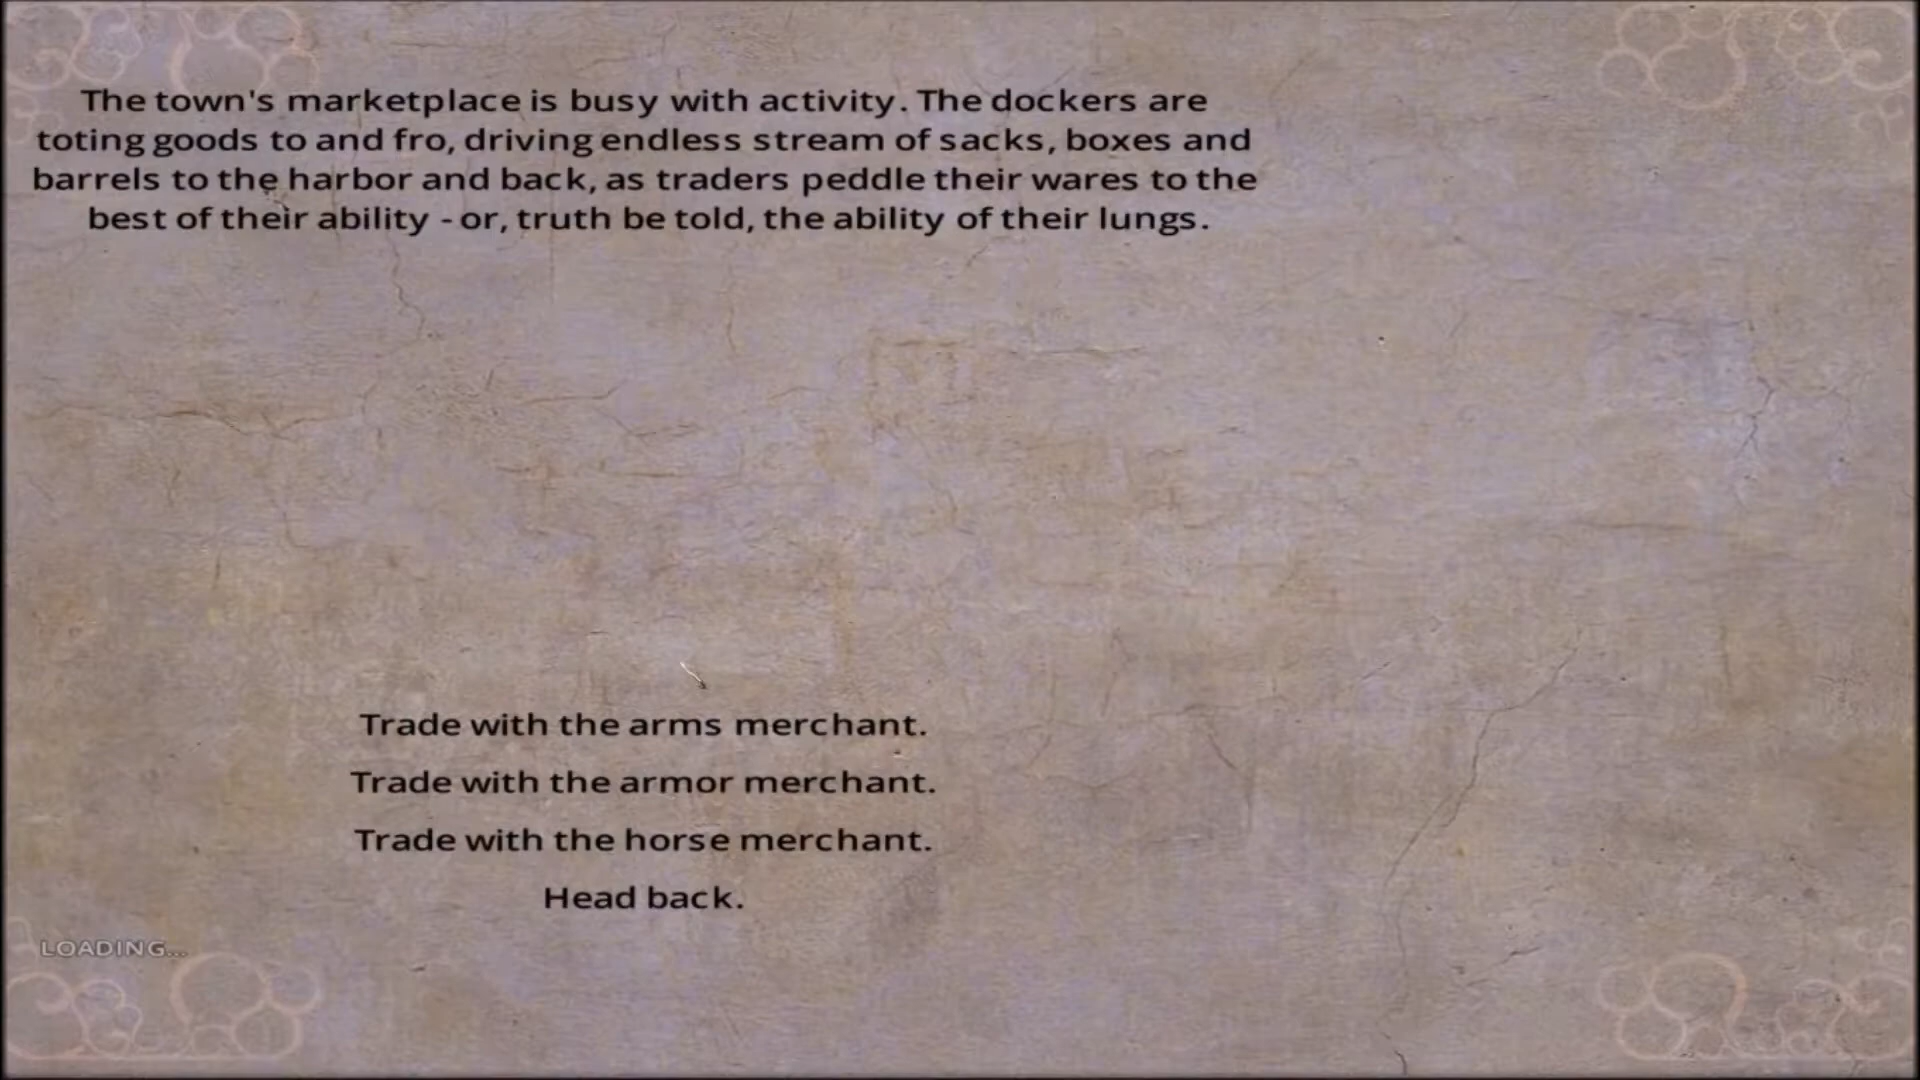 The town's marketplace is busy with activity. The dockers are
toting goods to and fro, driving endless stream of sacks, boxes and
barrels to the harbor and back, as traders peddle their wares to the
best of their ability - or, truth be told, the ability of their lungs.
Trade with the arms merchant.
Trade with the armor merchant.
Trade with the horse merchant.
Head back.
LOADING...